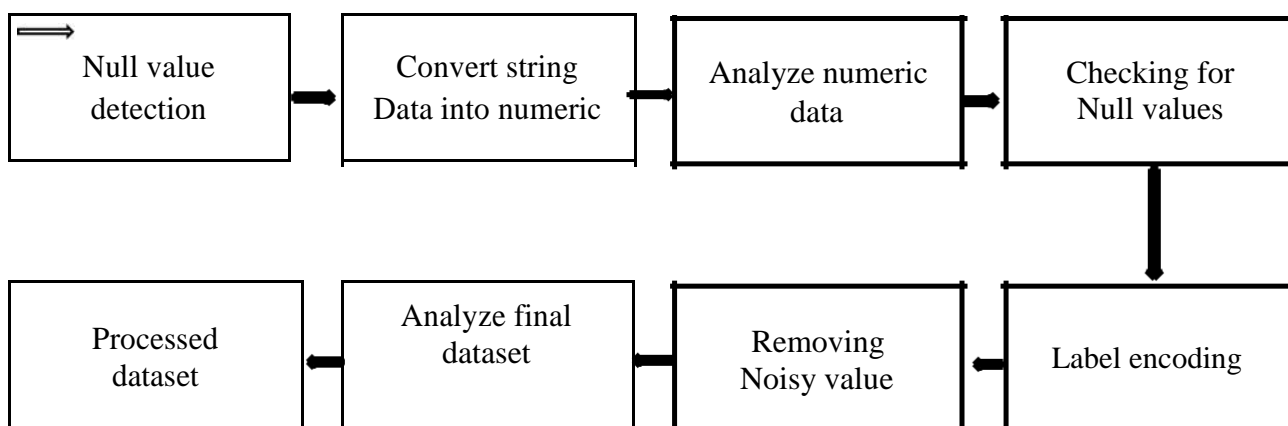 Null value
detection
Convert string
Data into numeric
Analyze numeric
data
Checking for
Null values
Label encoding
Removing
Noisy value
Analyze final
dataset
Processed
dataset